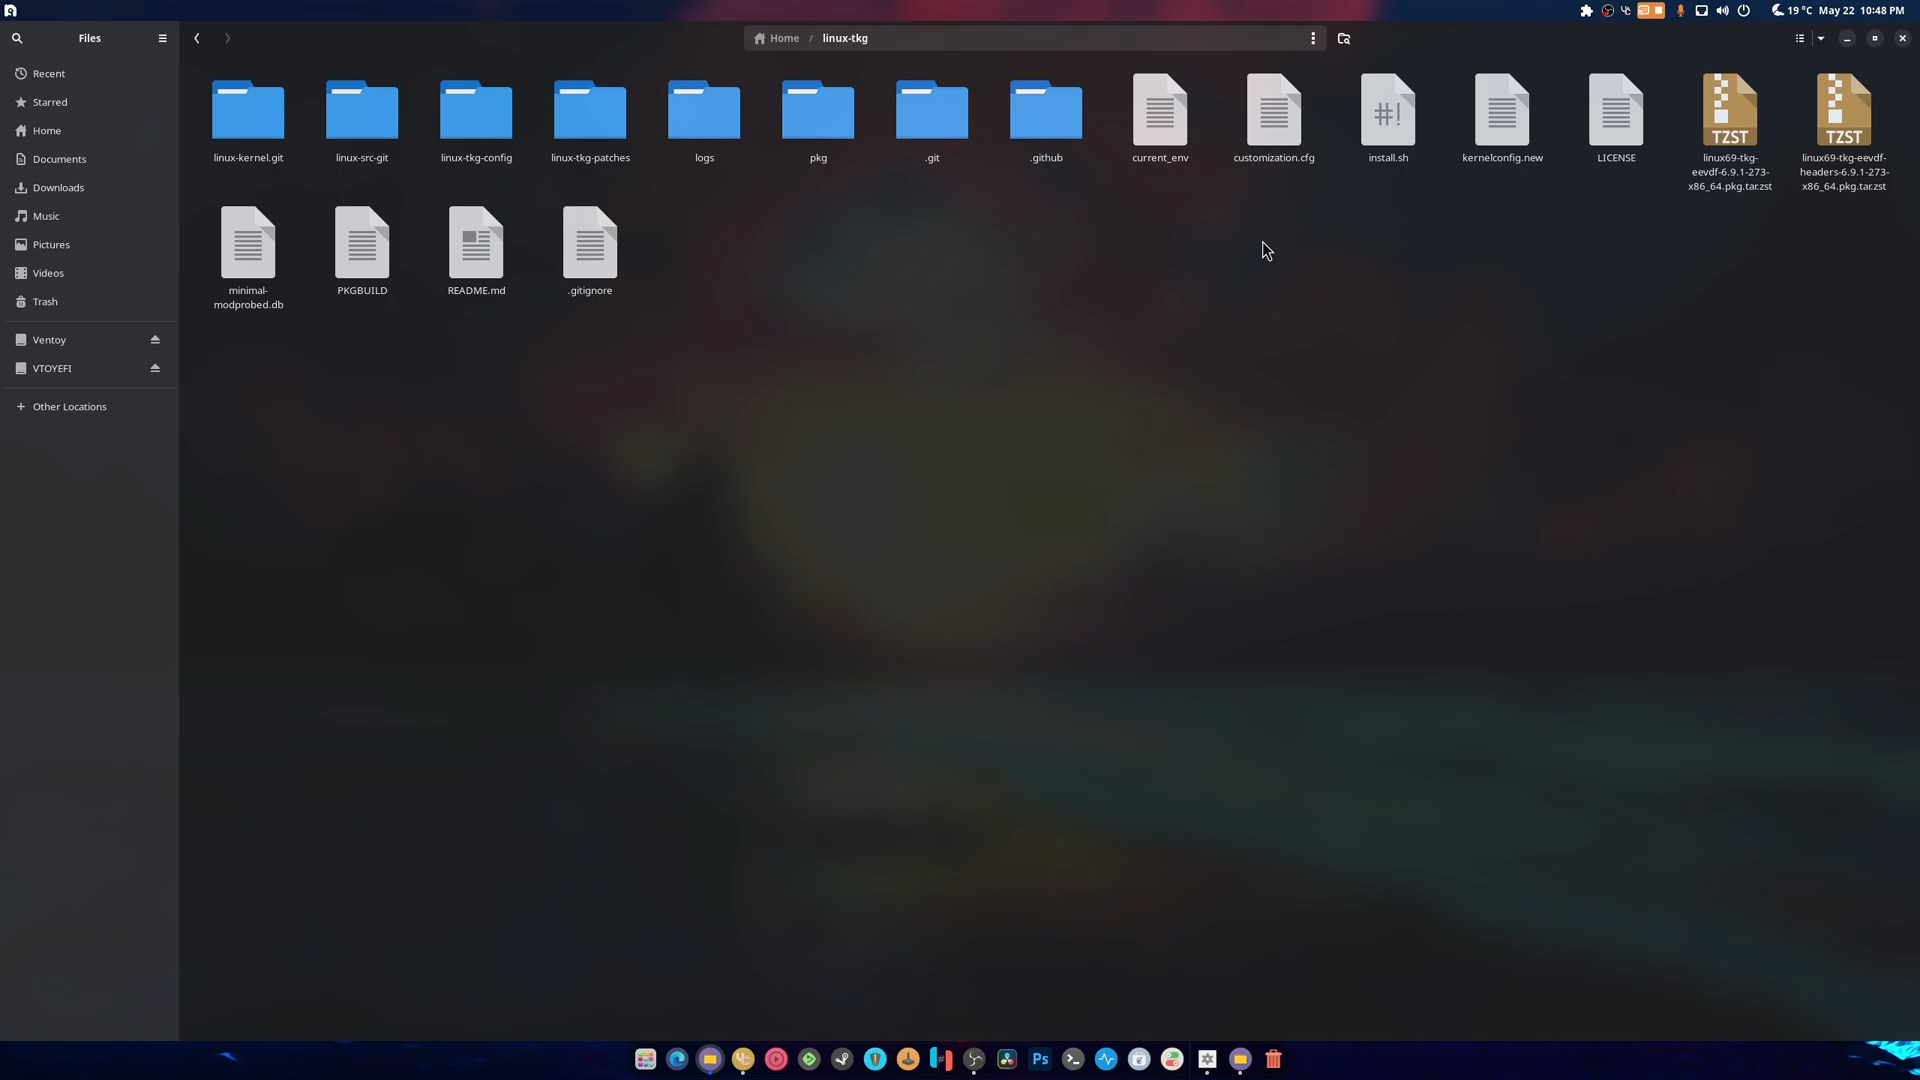 19 °C May 22 10:48 PM
Files
Home / linux-tkg
Recent
Starred
Home
Documents
Downloads
Music
Pictures
Videos
Trash
Ventoy
VTOYEFI
Other Locations
linux-kernel.git
linux-src-git
linux-tkg-config
linux-tkg-patches
logs
pkg
.git
.github
current_env
customization.cfg
#!
install.sh
kernelconfig.new
LICENSE
TZST
linux69-tkg-
eevdf-6.9.1-273-
x86_64.pkg.tar.zst
TZST
linux69-tkg-eevdf-
headers-6.9.1-273-
x86_64.pkg.tar.zst
minimal-
modprobed.db
PKGBUILD
README.md
.gitignore
Ps